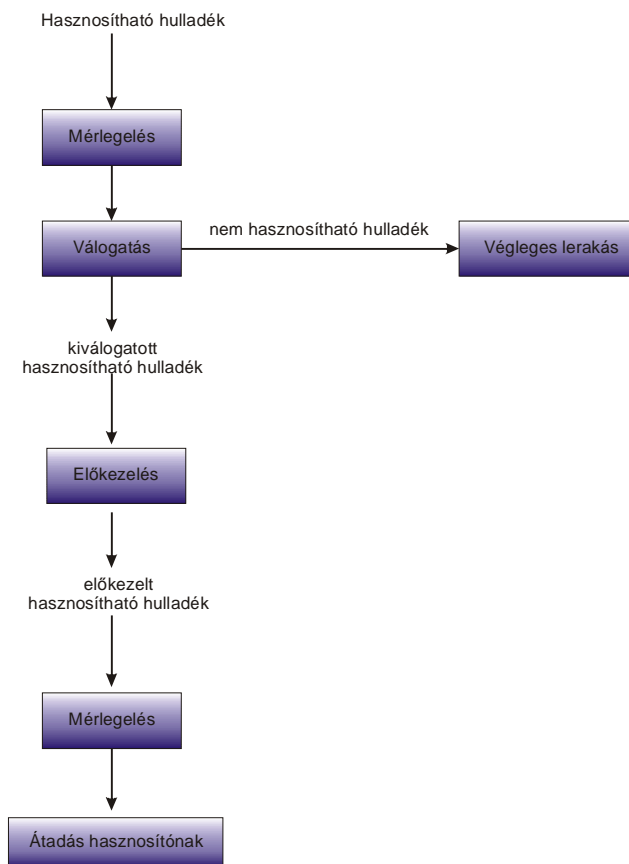 Hasznosítható hulladék
Mérlegelés
Válogatás
nem hasznosítható hulladék
Végleges lerakás
kiválogatott
hasznosítható hulladék
Előkezelés
előkezelt
hasznosítható hulladék
Mérlegelés
Átadás hasznosítónak